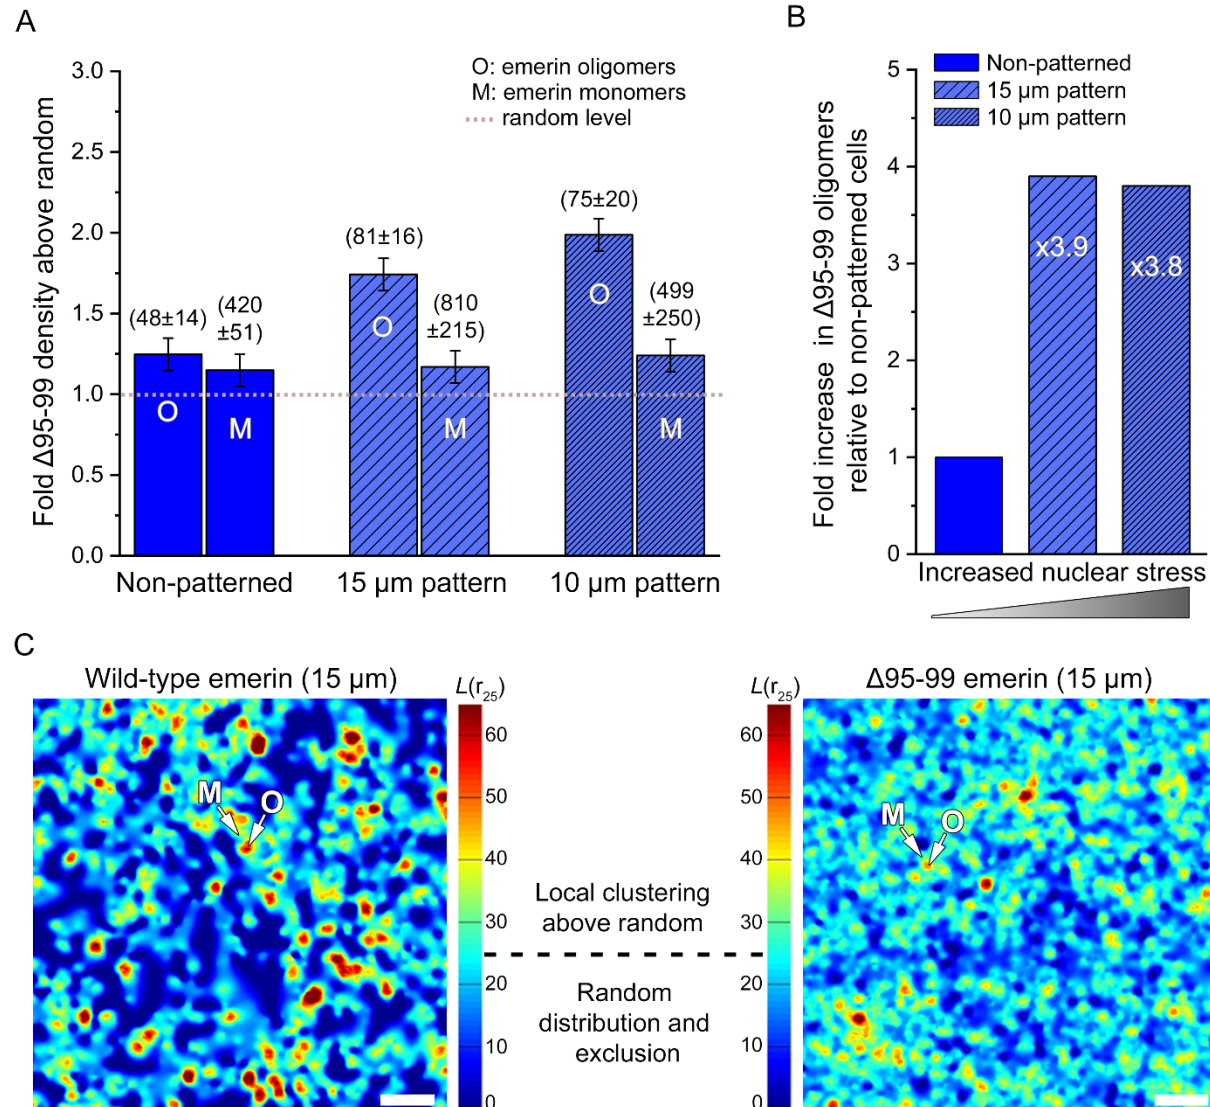 A
Fold Δ95-99 density above random
3.0
2.5
2.0
1.5
1.0
0.5
0.0
O: emerin oligomers
M: emerin monomers
random level
(48±14)
(420
±51)
(81±16)
(810
±215)
(75±20)
(499
±250)
O
M
O
M
O
M
Non-patterned
15 µm pattern
10 µm pattern
B
Fold increase in Δ95-99 oligomers
relative to non-patterned cells
5
4
3
2
1
0
Non-patterned
15 µm pattern
10 µm pattern
x3.9
x3.8
Increased nuclear stress
C
Wild-type emerin (15 µm)
M
O
L(r25)
60
50
40
30
20
10
0
Local clustering
above random
Random
distribution and
exclusion
L(r25)
60
50
40
30
20
10
0
Δ95-99 emerin (15 µm)
M
O